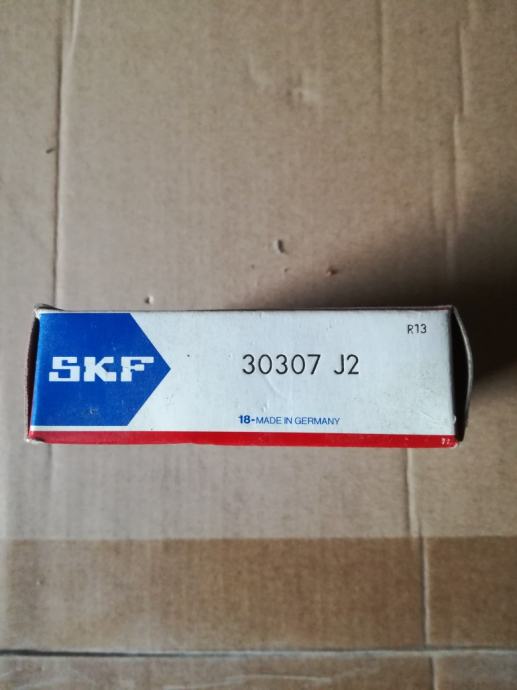 R13
SKF
30307 J2
18-MADE IN GERMANY